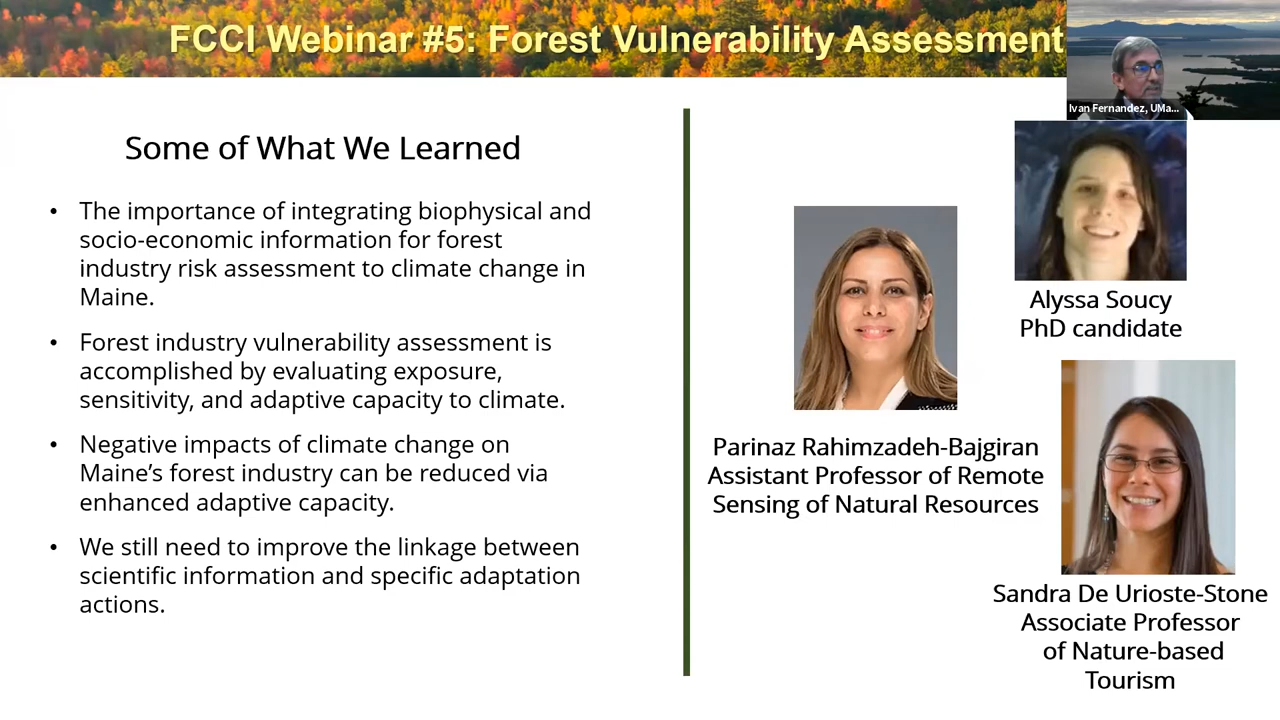 FCCI Webinar #5: Forest Vulnerability Assessment
Ivan Fernandez, UMa...
Some of What We Learned
• The importance of integrating biophysical and
socio-economic information for forest
industry risk assessment to climate change in
Maine.
• Forest industry vulnerability assessment is
accomplished by evaluating exposure,
sensitivity, and adaptive capacity to climate.
• Negative impacts of climate change on
Maine’s forest industry can be reduced via
enhanced adaptive capacity.
• We still need to improve the linkage between
scientific information and specific adaptation
actions.
Alyssa Soucy
PhD candidate
Parinaz Rahimzadeh-Bajgiran
Assistant Professor of Remote
Sensing of Natural Resources
Sandra De Urioste-Stone
Associate Professor
of Nature-based
Tourism